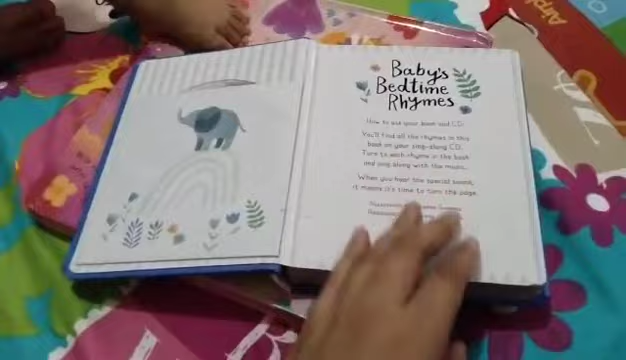 Baby's
Bedtime
Rhymes
How to use your book and CD.
You'll find all the rhymes in this
book on your sing-along CD.
Turn to each rhyme in the book
and sing along with the music.
When you hear the special sound,
it means it's time to turn the page.